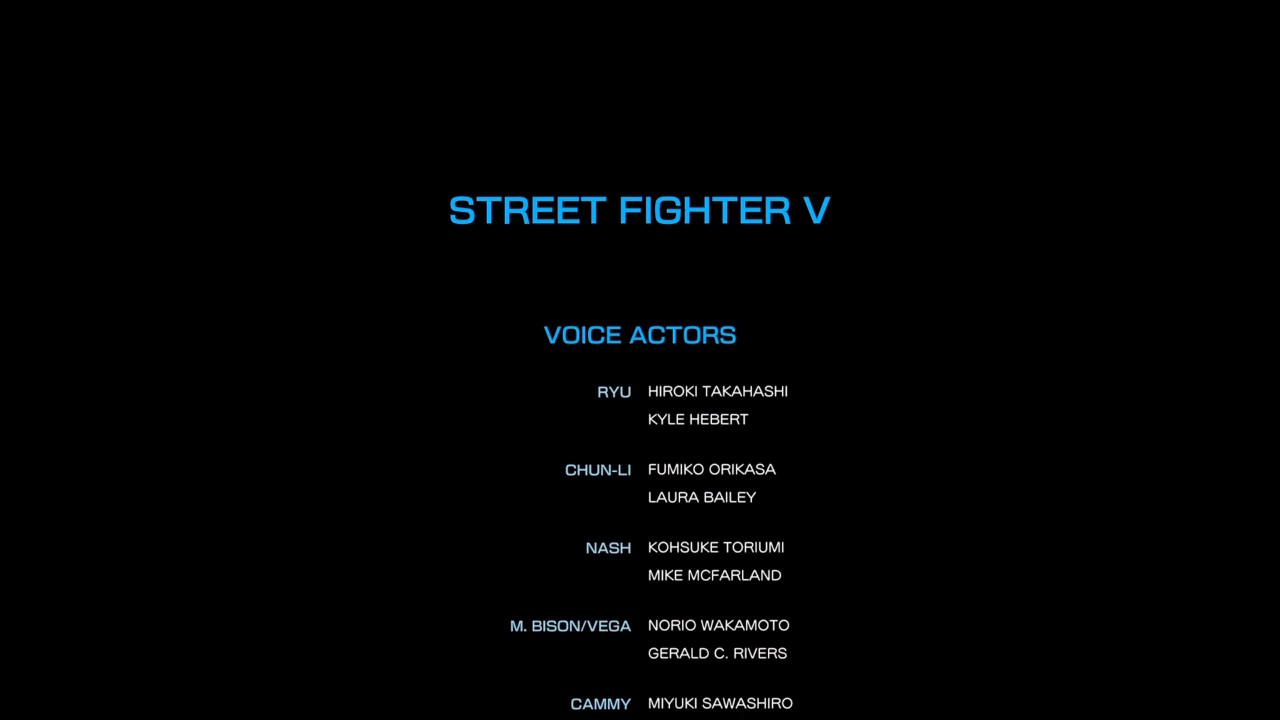 STREET FIGHTER V
VOICE ACTORS
RYU HIROKI TAKAHASHI
KYLE HEBERT
CHUN-LI FUMIKO ORIKASA
LAURA BAILEY
NASH KOHSUKE TORIUMI
MIKE MCFARLAND
M. BISON/VEGA NORIO WAKAMOTO
GERALD C. RIVERS
CAMMY MIYUKI SAWASHIRO